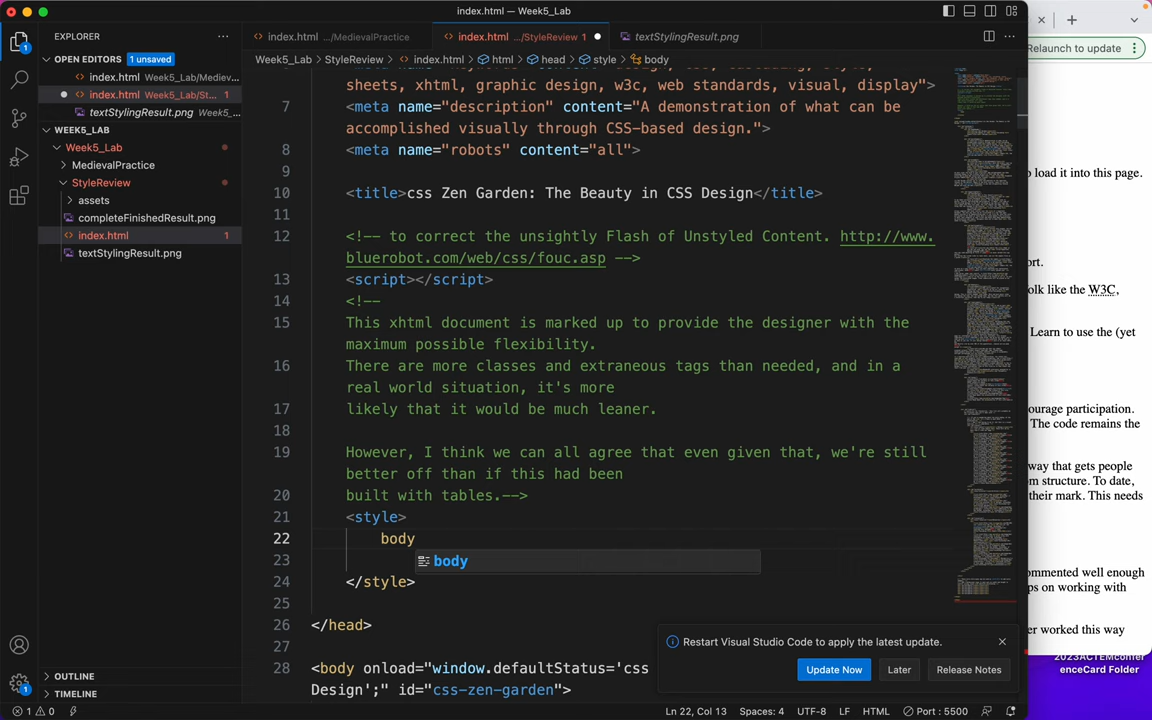 index.html — Week5_Lab
EXPLORER
OPEN EDITORS 1 unsaved
index.html Week5_Lab/Mediev...
index.html Week5_Lab/St... 1
textStylingResult.png Week5_...
WEEK5_LAB
Week5_Lab
MedievalPractice
StyleReview
assets
completeFinishedResult.png
index.html 1
textStylingResult.png
OUTLINE
TIMELINE
index.html .../MedievalPractice
index.html .../StyleReview 1
textStylingResult.png
Week5_Lab > StyleReview > index.html > html > head > style > body
sheets, xhtml, graphic design, w3c, web standards, visual, display">
7 <meta name="description" content="A demonstration of what can be
accomplished visually through CSS-based design.">
8 <meta name="robots" content="all">
9
10 <title>css Zen Garden: The Beauty in CSS Design</title>
11
12 <!-- to correct the unsightly Flash of Unstyled Content. http://www.
bluerobot.com/web/css/fouc.asp -->
13 <script></script>
14 <!--
15 This xhtml document is marked up to provide the designer with the
maximum possible flexibility.
16 There are more classes and extraneous tags than needed, and in a
real world situation, it's more
17 likely that it would be much leaner.
18
19 However, I think we can all agree that even given that, we're still
better off than if this had been
20 built with tables.-->
21 <style>
22 body
body
23
24 </style>
25
26 </head>
27
28 <body onload="window.defaultStatus='css
Design';" id="css-zen-garden">
Restart Visual Studio Code to apply the latest update.
Update Now
Later
Release Notes
1
1
1 0
Ln 22, Col 13
Spaces: 4
UTF-8
LF
HTML
Port : 5500
Relaunch to update
load it into this page.
ort.
olk like the W3C,
Learn to use the (yet
ourage participation.
The code remains the
way that gets people
m structure. To date,
their mark. This needs
ommented well enough
ps on working with
er worked this way
2023ACTEMconfer
enceCard Folder